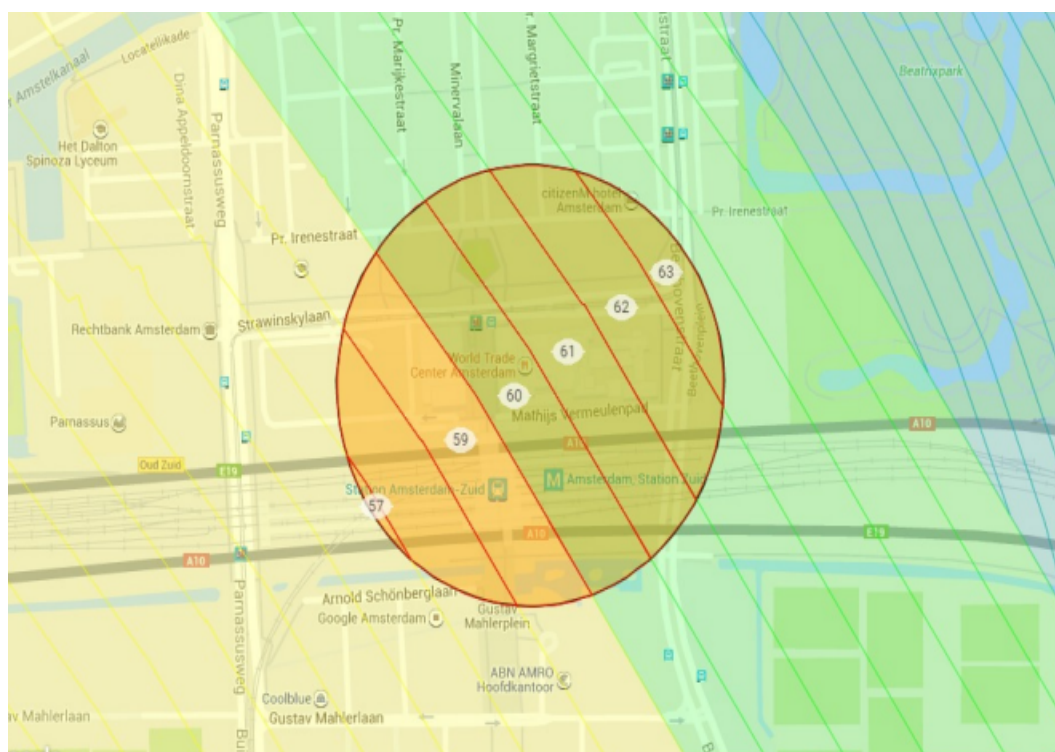 Locatellikade
Pr. Marijkestraat
Minervalaan
Pr. Margrietstraat
Beatrixpark
r Amstelkanaal
Dina Appeldoornstraat
Parnassusweg
Het Dalton
Spinoza Lyceum
citizenM hotel
Amsterdam
Pr. Irenestraat
Pr. Irenestraat
63
62
Strawinskylaan
Rechtbank Amsterdam
61
World Trade
Center Amsterdam
60
Mathijs Vermeulenpad
59
Parnassus
A10
A10
Oud Zuid
E19
Station Amsterdam-Zuid
M
Amsterdam, Station Zuid
57
A10
A10
E19
Arnold Schönberglaan
Google Amsterdam
Gustav
Mahlerplein
Parnassusweg
ABN AMRO
Hoofdkantoor
Coolblue
Gustav Mahlerlaan
av Mahlerlaan